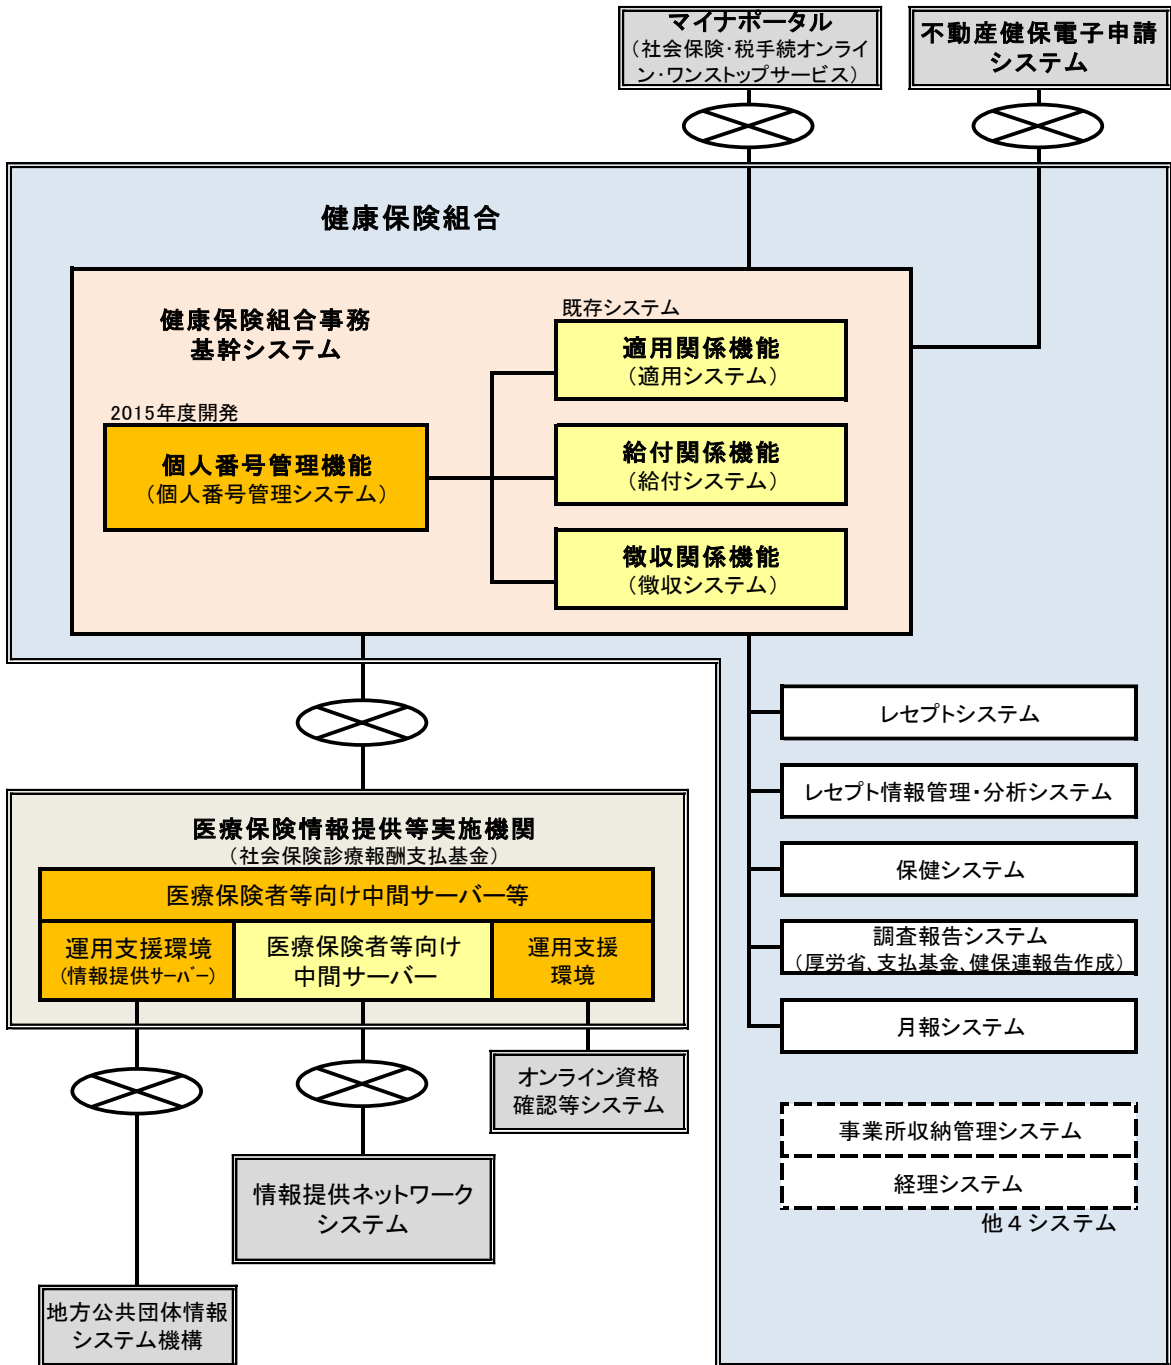 マイナポータル
（社会保険・税手続オンライ
ン・ワンストップサービス）
不動産健保電子申請
システム
健康保険組合
健康保険組合事務
基幹システム
既存システム
適用関係機能
（適用システム）
2015年度開発
個人番号管理機能
（個人番号管理システム）
給付関係機能
（給付システム）
徴収関係機能
（徴収システム）
レセプトシステム
レセプト情報管理・分析システム
保健システム
調査報告システム
（厚労省、支払基金、健保連報告作成）
月報システム
事業所収納管理システム
経理システム
他４システム
医療保険情報提供等実施機関
（社会保険診療報酬支払基金）
医療保険者等向け中間サーバー等
運用支援環境
（情報提供サーバー）
医療保険者等向け
中間サーバー
運用支援
環境
オンライン資格
確認等システム
情報提供ネットワーク
システム
地方公共団体情報
システム機構